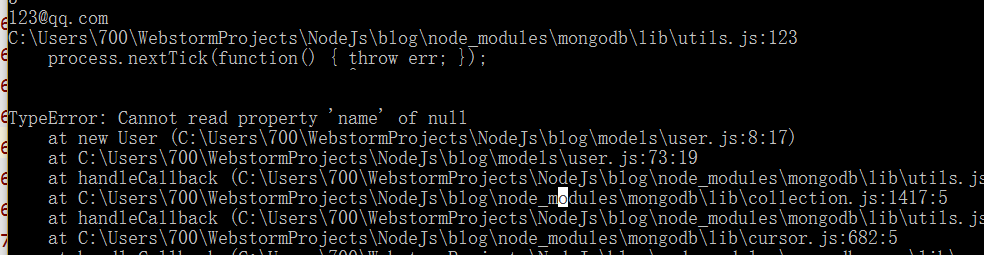 123@qq.com
C:\Users\700\WebstormProjects\NodeJs\blog\node_modules\mongodb\lib\utils.js:123
process.nextTick(function() { throw err; });
TypeError: Cannot read property 'name' of null
at new User (C:\Users\700\WebstormProjects\NodeJs\blog\models\user.js:8:17)
at C:\Users\700\WebstormProjects\NodeJs\blog\models\user.js:73:19
at handleCallback (C:\Users\700\WebstormProjects\NodeJs\blog\node_modules\mongodb\lib\utils.js
at C:\Users\700\WebstormProjects\NodeJs\blog\node_modules\mongodb\lib\collection.js:1417:5
at handleCallback (C:\Users\700\WebstormProjects\NodeJs\blog\node_modules\mongodb\lib\utils.js
at C:\Users\700\WebstormProjects\NodeJs\blog\node_modules\mongodb\lib\cursor.js:682:5